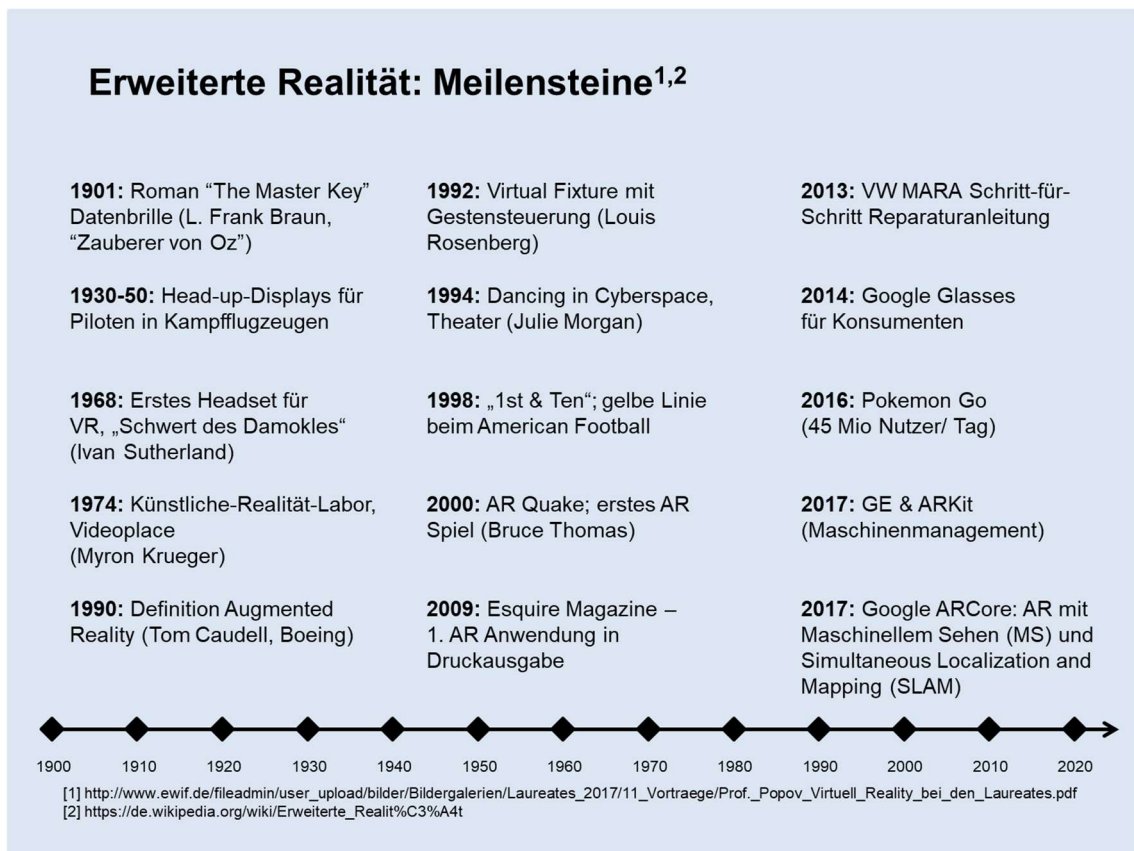 Erweiterte Realität: Meilensteine1,2
1901: Roman “The Master Key”
Datenbrille (L. Frank Braun,
“Zauberer von Oz”)
1930-50: Head-up-Displays für
Piloten in Kampfflugzeugen
1968: Erstes Headset für
VR, „Schwert des Damokles“
(Ivan Sutherland)
1974: Künstliche-Realität-Labor,
Videoplace
(Myron Krueger)
1990: Definition Augmented
Reality (Tom Caudell, Boeing)
1992: Virtual Fixture mit
Gestensteuerung (Louis
Rosenberg)
1994: Dancing in Cyberspace,
Theater (Julie Morgan)
1998: „1st & Ten“; gelbe Linie
beim American Football
2000: AR Quake; erstes AR
Spiel (Bruce Thomas)
2009: Esquire Magazine –
1. AR Anwendung in
Druckausgabe
2013: VW MARA Schritt-für-
Schritt Reparaturanleitung
2014: Google Glasses
für Konsumenten
2016: Pokemon Go
(45 Mio Nutzer/ Tag)
2017: GE & ARKit
(Maschinenmanagement)
2017: Google ARCore: AR mit
Maschinellem Sehen (MS) und
Simultaneous Localization and
Mapping (SLAM)
1900 1910 1920 1930 1940 1950 1960 1970 1980 1990 2000 2010 2020
[1] http://www.ewif.de/fileadmin/user_upload/bilder/Bildergalerien/Laureates_2017/11_Vortraege/Prof._Popov_Virtuell_Reality_bei_den_Laureates.pdf
[2] https://de.wikipedia.org/wiki/Erweiterte_Realit%C3%A4t